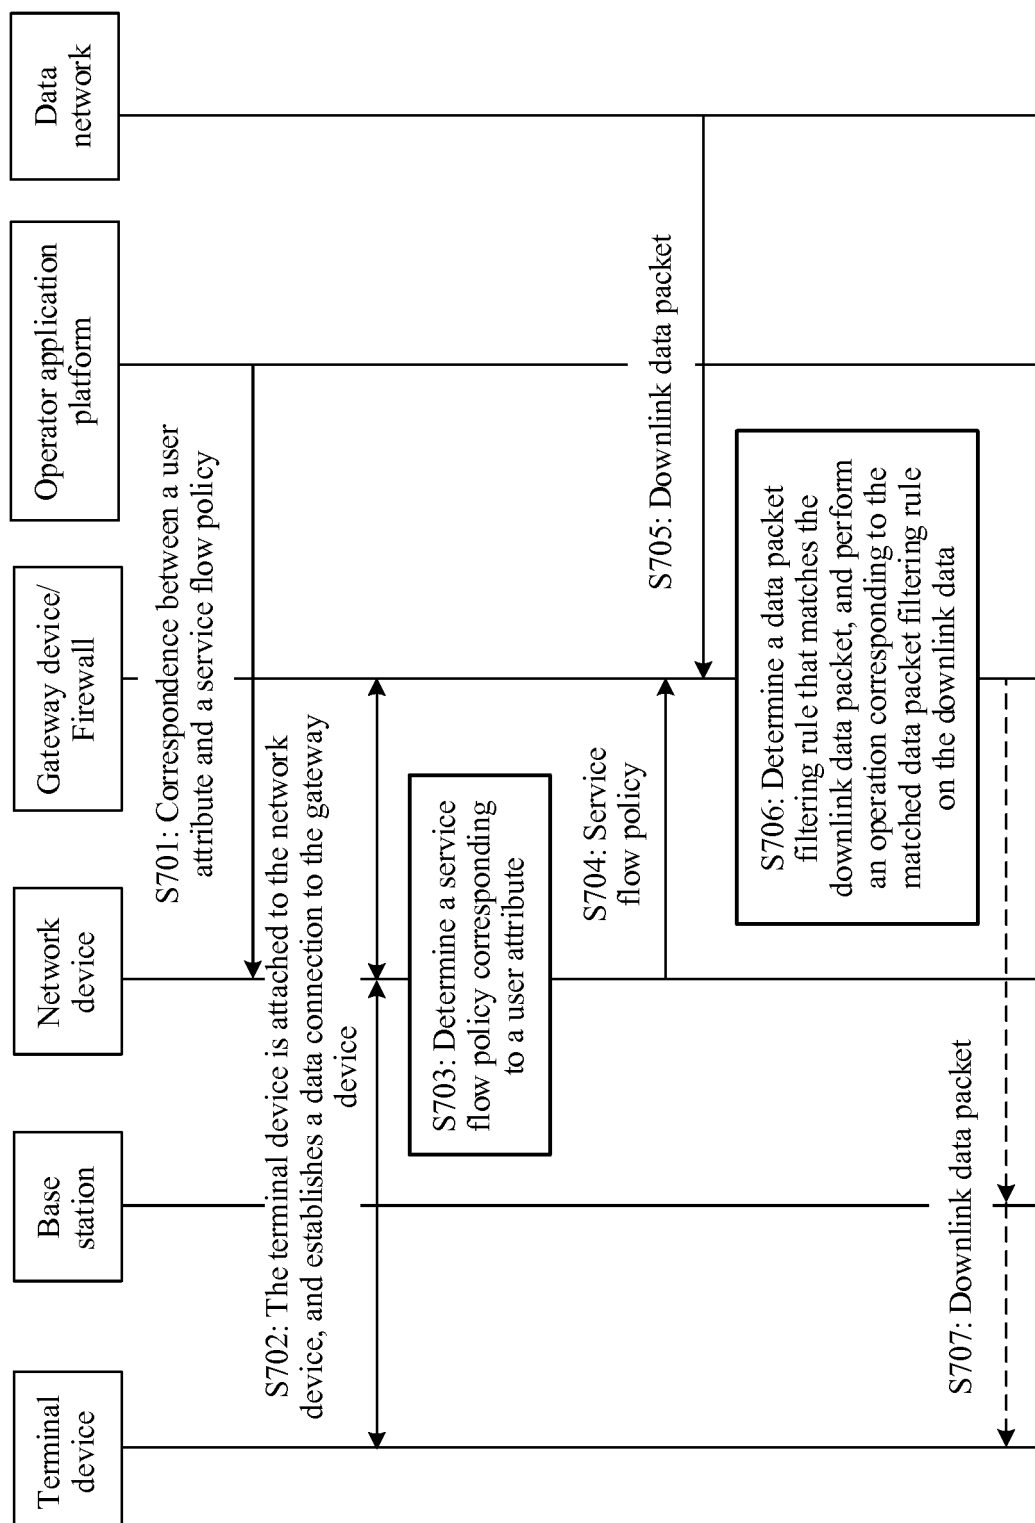 Terminal
device
Base
station
Network
device
Gateway device/
Firewall
Operator application
platform
Data
network
S701: Correspondence between a user
attribute and a service flow policy
S702: The terminal device is attached to the network
device, and establishes a data connection to the gateway
device
S703: Determine a service
flow policy corresponding
to a user attribute
S704: Service
flow policy
S705: Downlink data packet
S706: Determine a data packet
filtering rule that matches the
downlink data packet, and perform
an operation corresponding to the
matched data packet filtering rule
on the downlink data
S707: Downlink data packet